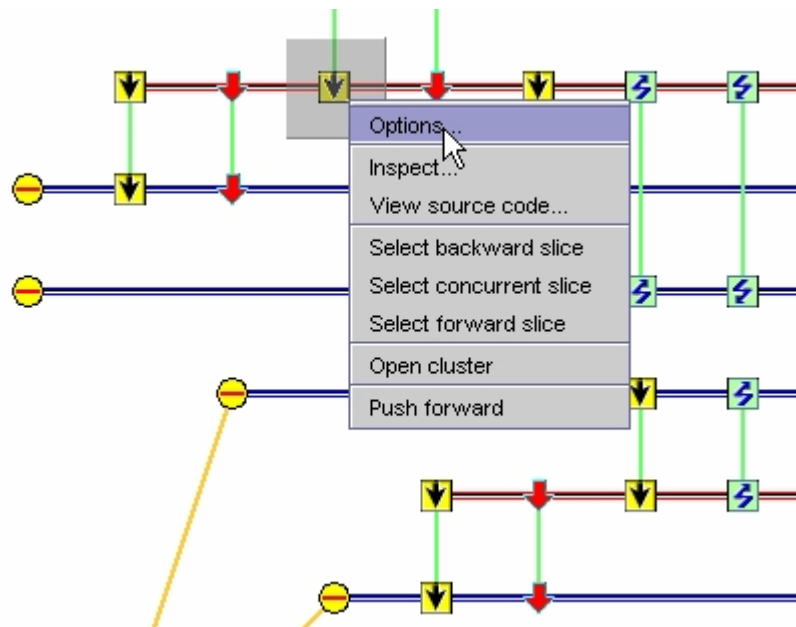 Options...
Inspect...
View source code...
Select backward slice
Select concurrent slice
Select forward slice
Open cluster
Push forward